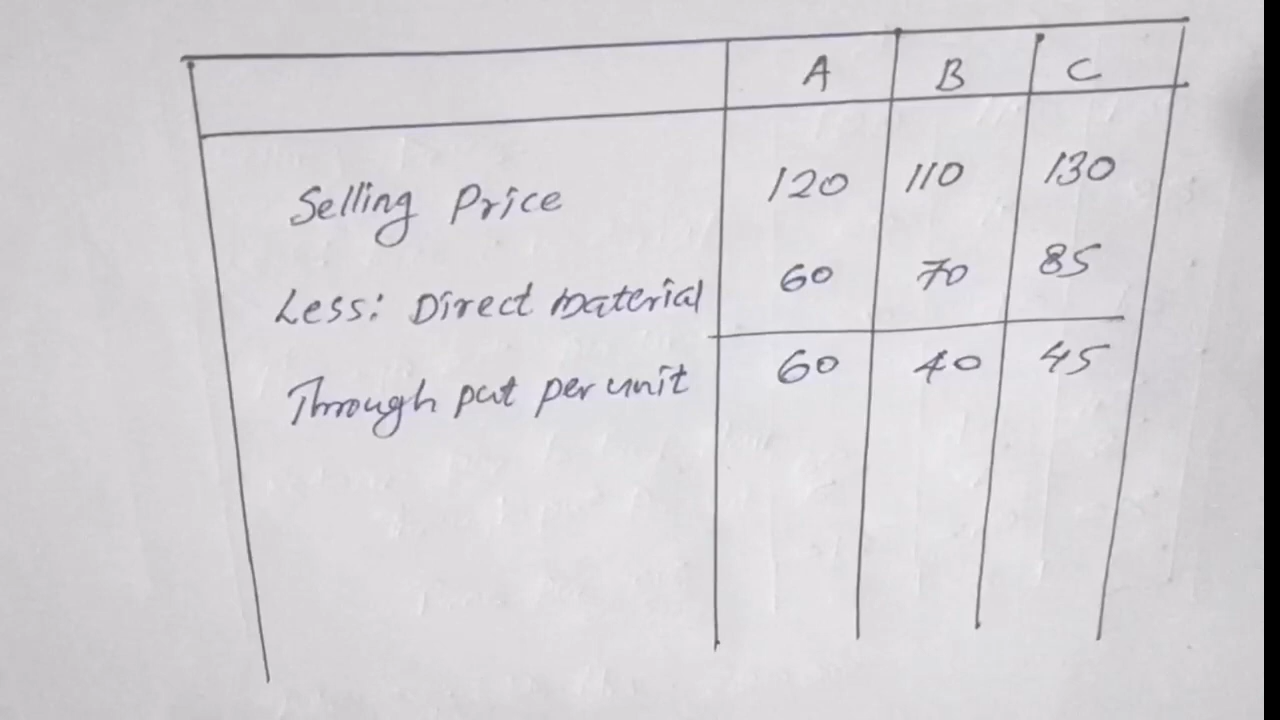 A B C
Selling Price 120 110 130
Less: Direct material 60 70 85
Through put per unit 60 40 45